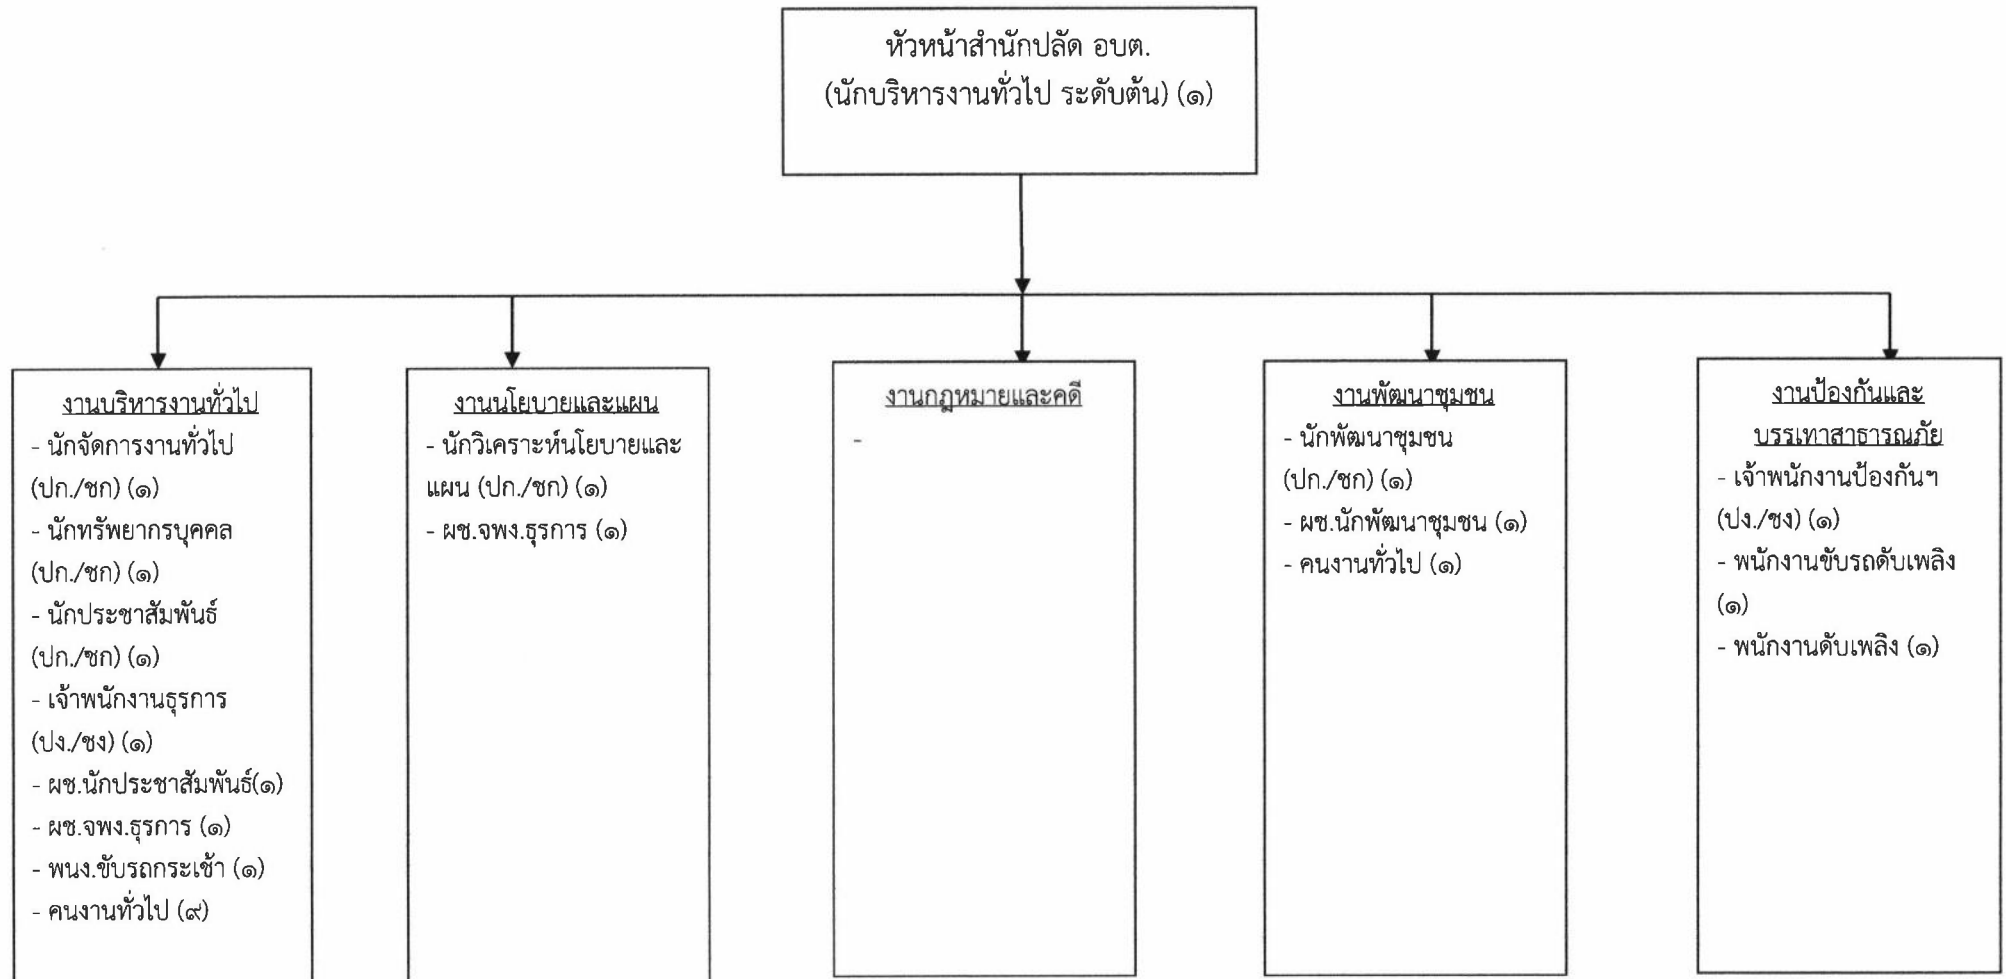 หัวหน้าสำนักปลัด อบต.
(นักบริหารงานทั่วไป ระดับต้น) (๑)
งานบริหารงานทั่วไป
- นักจัดการงานทั่วไป
(ปก./ชก) (๑)
- นักทรัพยากรบุคคล
(ปก./ชก) (๑)
- นักประชาสัมพันธ์
(ปก./ชก) (๑)
- เจ้าพนักงานธุรการ
(ปง./ชง) (๑)
- ผช.นักประชาสัมพันธ์(๑)
- ผช.จพง.ธุรการ (๑)
- พนง.ขับรถกระเช้า (๑)
- คนงานทั่วไป (๙)
งานนโยบายและแผน
- นักวิเคราะห์นโยบายและ
แผน (ปก./ชก) (๑)
- ผช.จพง.ธุรการ (๑)
งานกฎหมายและคดี
-
งานพัฒนาชุมชน
- นักพัฒนาชุมชน
(ปก./ชก) (๑)
- ผช.นักพัฒนาชุมชน (๑)
- คนงานทั่วไป (๑)
งานป้องกันและ
บรรเทาสาธารณภัย
- เจ้าพนักงานป้องกันฯ
(ปง./ชง) (๑)
- พนักงานขับรถดับเพลิง
(๑)
- พนักงานดับเพลิง (๑)